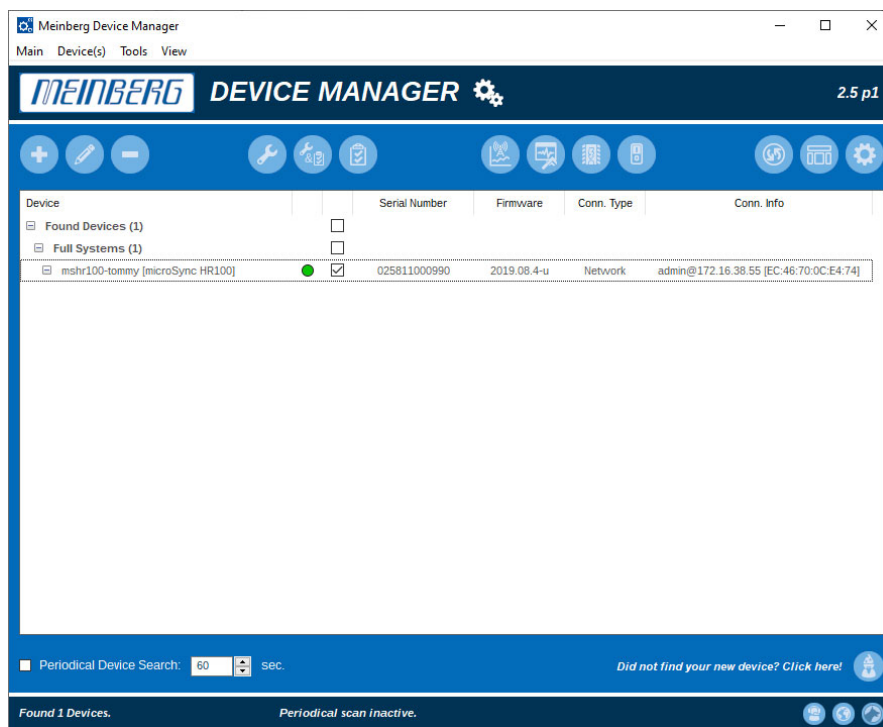 Meinberg Device Manager
Main Device(s) Tools View
MEINBERG DEVICE MANAGER 2.5 p1
Device Serial Number Firmware Conn. Type Conn. Info
Found Devices (1)
Full Systems (1)
mshr100-tommy [microSync HR100] 025811000990 2019.08.4-u Network admin@172.16.38.55 [EC:46:70:0C:E4:74]
Periodical Device Search: 60 sec. Did not find your new device? Click here!
Found 1 Devices. Periodical scan inactive.